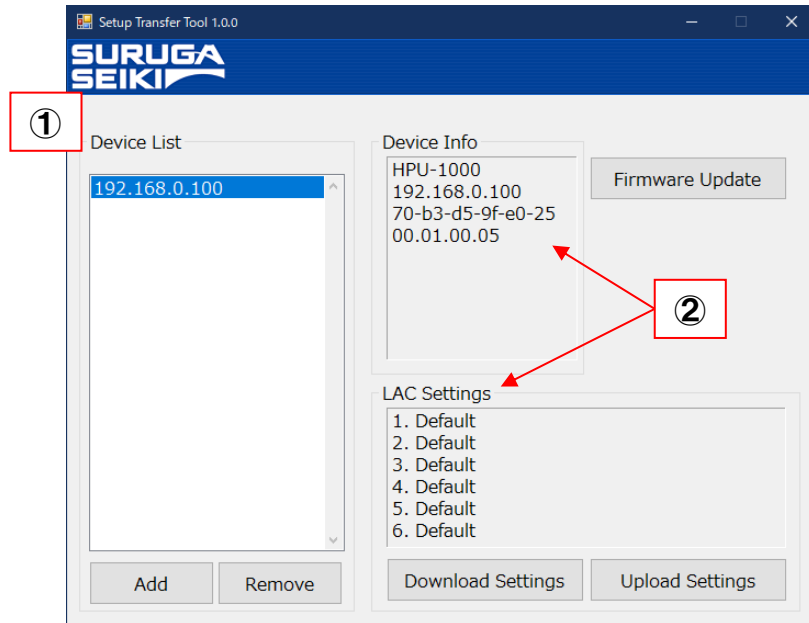 Setup Transfer Tool 1.0.0
SURUGA
SEIKI
①
Device List
192.168.0.100
Add
Remove
Device Info
HPU-1000
192.168.0.100
70-b3-d5-9f-e0-25
00.01.00.05
Firmware Update
②
LAC Settings
1. Default
2. Default
3. Default
4. Default
5. Default
6. Default
Download Settings
Upload Settings